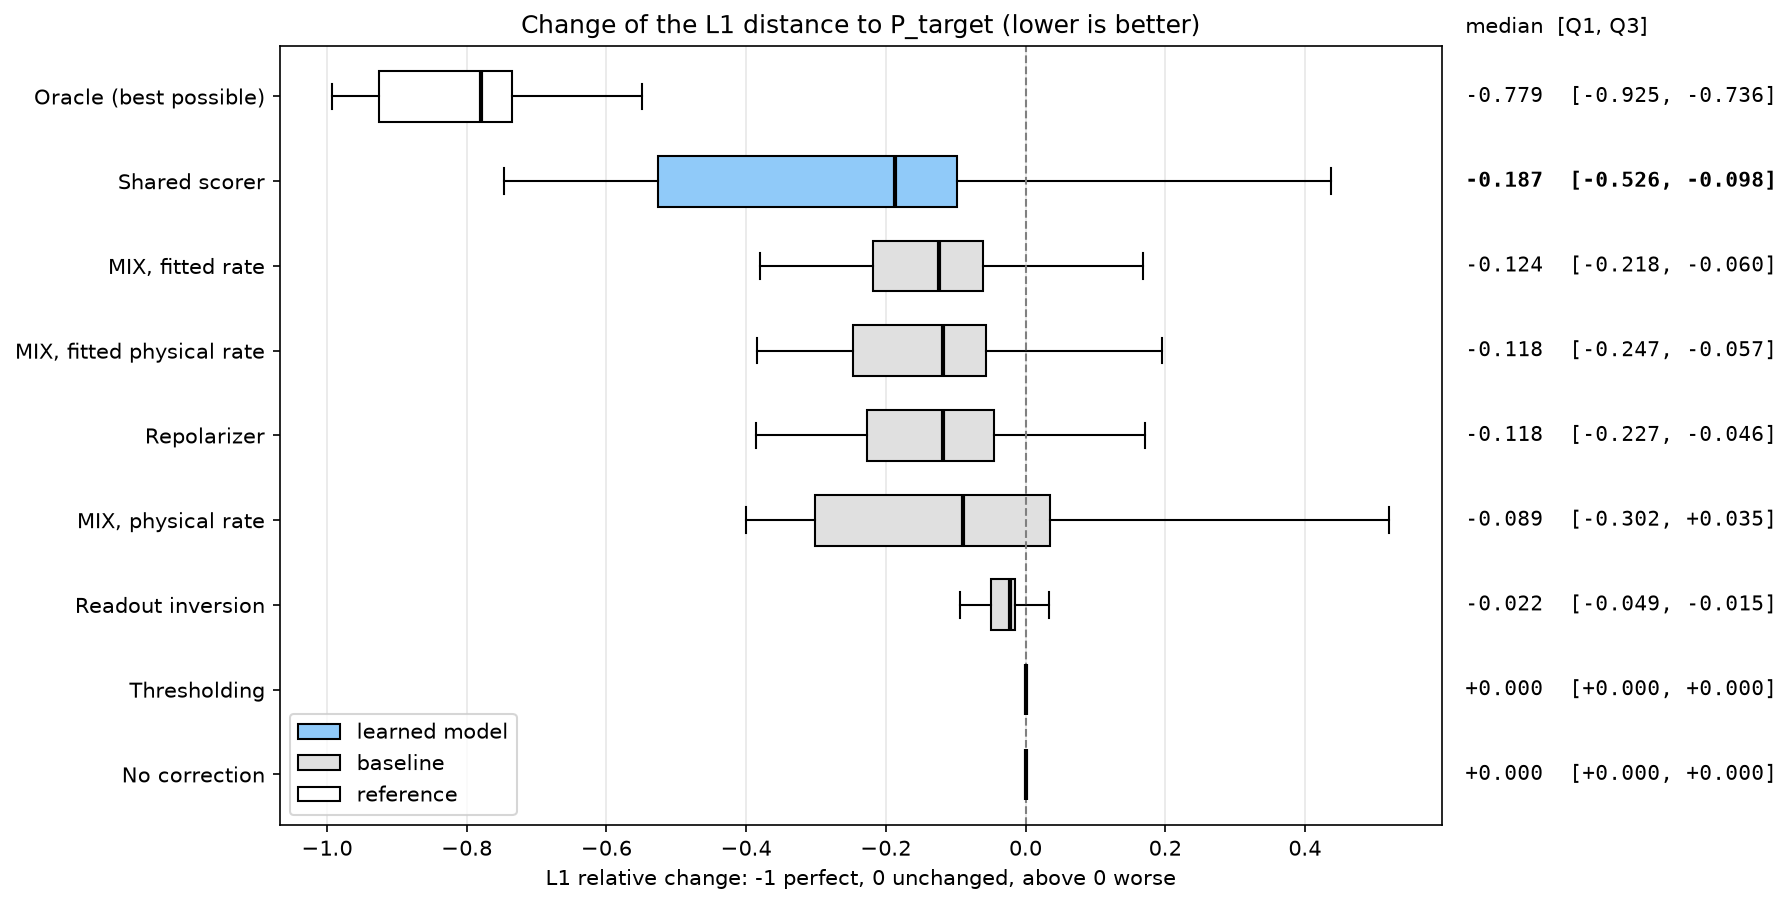 Change of the L1 distance to P_target (lower is better)
median [Q1, Q3]
Oracle (best possible)
-0.779 [-0.925, -0.736]
Shared scorer
-0.187 [-0.526, -0.098]
MIX, fitted rate
-0.124 [-0.218, -0.060]
MIX, fitted physical rate
-0.118 [-0.247, -0.057]
Repolarizer
-0.118 [-0.227, -0.046]
MIX, physical rate
-0.089 [-0.302, +0.035]
Readout inversion
-0.022 [-0.049, -0.015]
Thresholding
+0.000 [+0.000, +0.000]
No correction
+0.000 [+0.000, +0.000]
learned model
baseline
reference
−1.0 −0.8 −0.6 −0.4 −0.2 0.0 0.2 0.4
L1 relative change: -1 perfect, 0 unchanged, above 0 worse